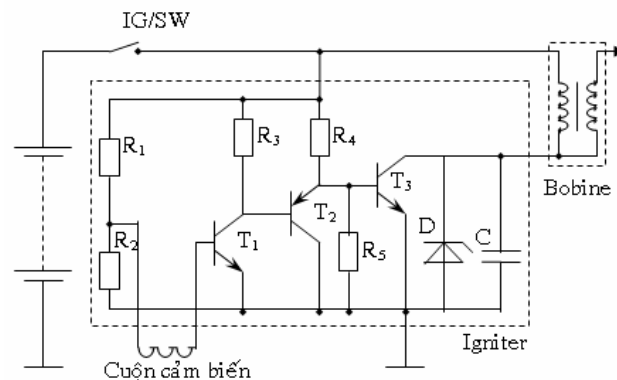 IG/SW
R1
R3
R4
T3
Bobine
T2
R2
T1
R5
D
C
Igniter
Cuộn cảm biến